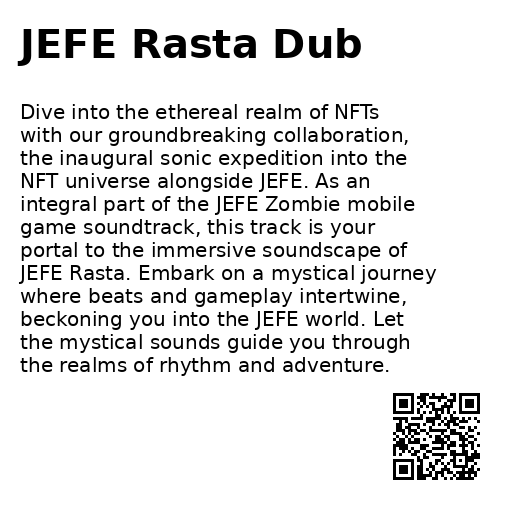 JEFE Rasta Dub
Dive into the ethereal realm of NFTs
with our groundbreaking collaboration,
the inaugural sonic expedition into the
NFT universe alongside JEFE. As an
integral part of the JEFE Zombie mobile
game soundtrack, this track is your
portal to the immersive soundscape of
JEFE Rasta. Embark on a mystical journey
where beats and gameplay intertwine,
beckoning you into the JEFE world. Let
the mystical sounds guide you through
the realms of rhythm and adventure.